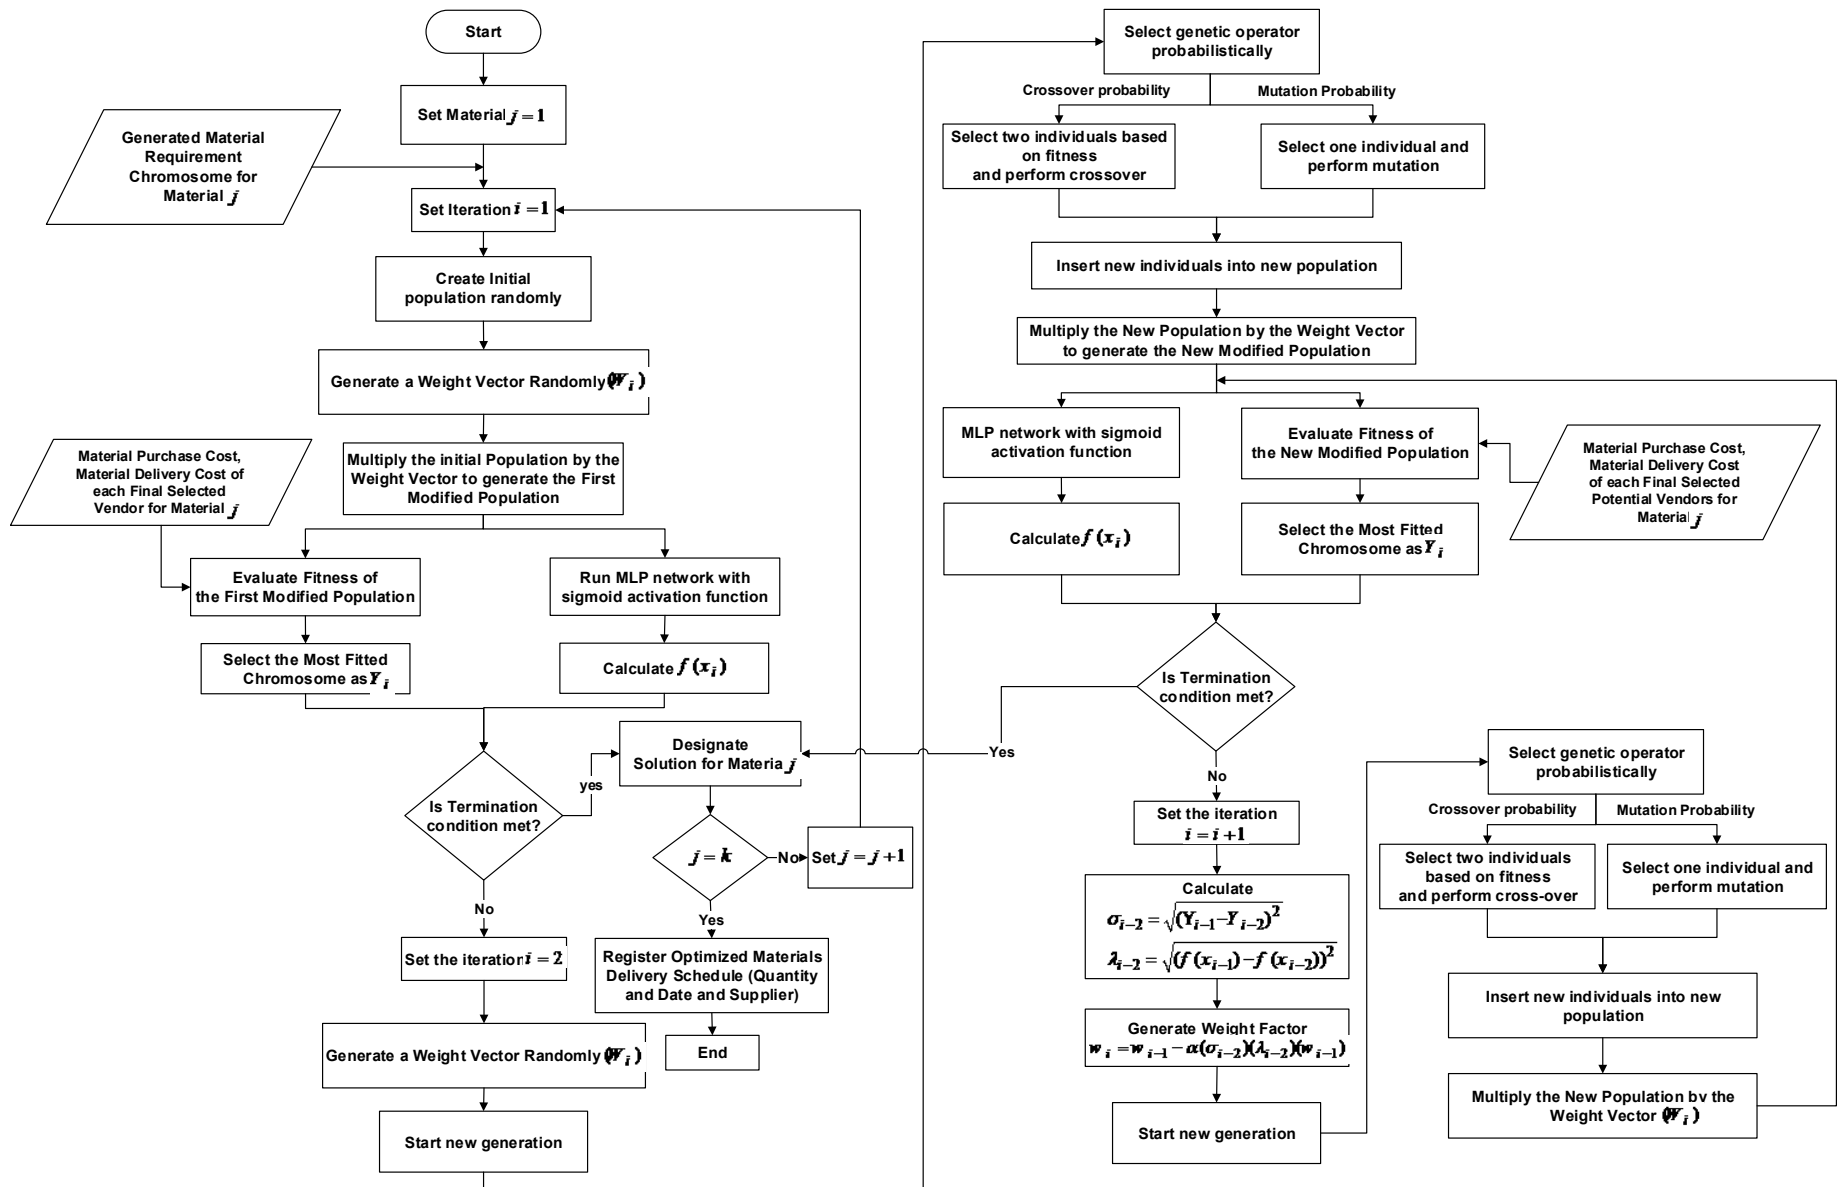 Start
Set Material j = 1
Generated Material
Requirement
Chromosome for
Material j
Set Iteration i = 1
Create Initial
population randomly
Generate a Weight Vector Randomly (W_i)
Multiply the initial Population by the
Weight Vector to generate the First
Modified Population
Material Purchase Cost,
Material Delivery Cost of
each Final Selected
Vendor for Material j
Evaluate Fitness of
the First Modified Population
Run MLP network with
sigmoid activation function
Select the Most Fitted
Chromosome as Y_i
Calculate f(x_i)
Is Termination
condition met?
yes
Designate
Solution for Materia j
j = k
No
Set j = j+1
Yes
Register Optimized Materials
Delivery Schedule (Quantity
and Date and Supplier)
End
No
Set the iteration i = 2
Generate a Weight Vector Randomly (W_i)
Start new generation
Select genetic operator
probabilistically
Crossover probability
Mutation Probability
Select two individuals based
on fitness
and perform crossover
Select one individual and
perform mutation
Insert new individuals into new population
Multiply the New Population by the Weight Vector
to generate the New Modified Population
MLP network with sigmoid
activation function
Evaluate Fitness of
the New Modified Population
Material Purchase Cost,
Material Delivery Cost
of each Final Selected
Potential Vendors for
Material j
Calculate f(x_i)
Select the Most Fitted
Chromosome as Y_i
Is Termination
condition met?
Yes
No
Set the iteration
i = i+1
Calculate
σ_{i-2} = √(Y_{i-1} − Y_{i-2})²
λ_{i-2} = √(f(x_{i-1}) − f(x_{i-2}))²
Generate Weight Factor
w_i = w_{i-1} − α(σ_{i-2})(λ_{i-2})(w_{i-1})
Start new generation
Select genetic operator
probabilistically
Crossover probability
Mutation Probability
Select two individuals
based on fitness
and perform cross-over
Select one individual and
perform mutation
Insert new individuals into new
population
Multiply the New Population by the
Weight Vector (W_i)